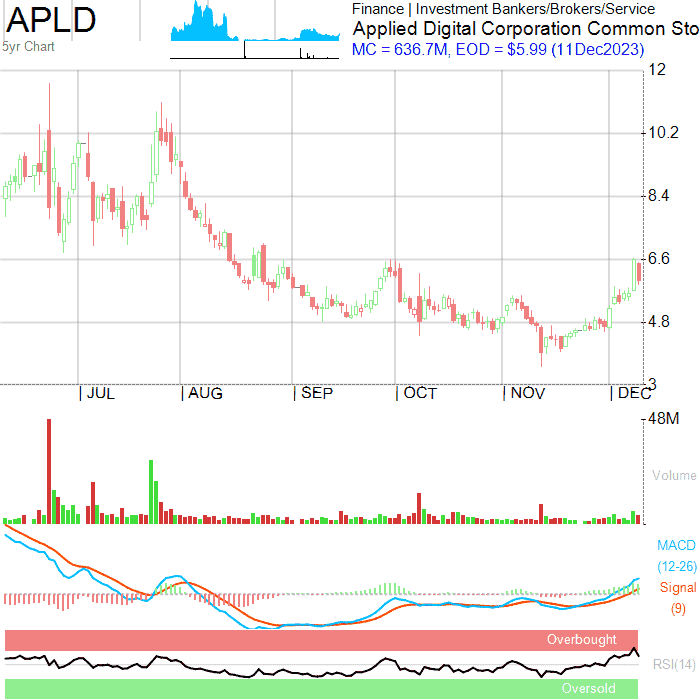 APLD
5yr Chart
Finance | Investment Bankers/Brokers/Service
Applied Digital Corporation Common Sto
MC = 636.7M, EOD = $5.99 (11Dec2023)
12
10.2
8.4
6.6
4.8
3
JUL AUG SEP OCT NOV DEC
48M
Volume
MACD
(12-26)
Signal
(9)
Overbought
RSI(14)
Oversold